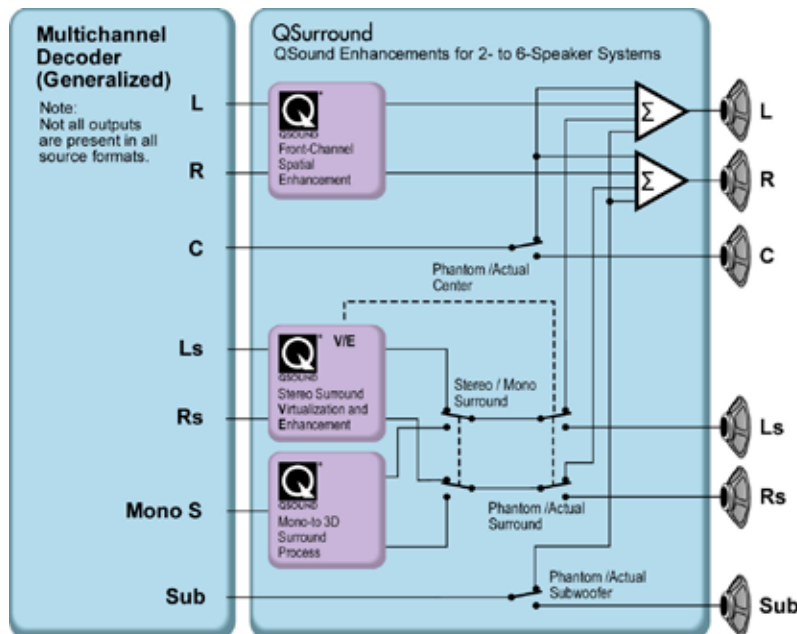 Multichannel
Decoder
(Generalized)
Note:
Not all outputs
are present in all
source formats.
L
R
C
Ls
Rs
Mono S
Sub
QSurround
QSound Enhancements for 2- to 6-Speaker Systems
Q
QSOUND
Front-Channel
Spatial
Enhancement
Σ
Σ
Phantom /Actual
Center
Q
V/E
QSOUND
Stereo Surround
Virtualization and
Enhancement
Stereo / Mono
Surround
Q
QSOUND
Mono-to 3D
Surround
Process
Phantom /Actual
Surround
Phantom /Actual
Subwoofer
L
R
C
Ls
Rs
Sub